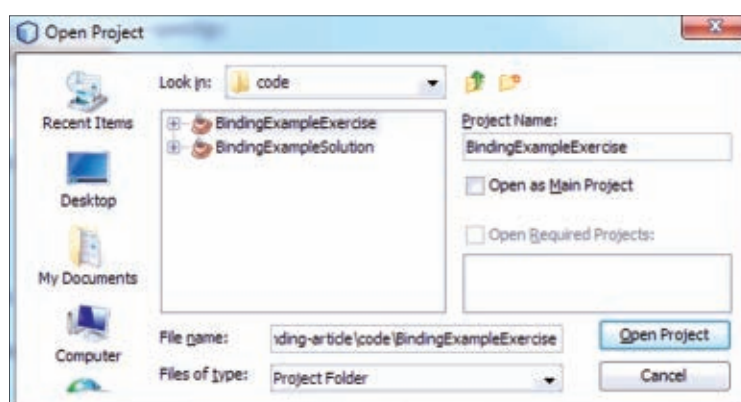 Open Project
Look in: code
Recent Items
Desktop
My Documents
Computer
BindingExampleExercise
BindingExampleSolution
Project Name:
BindingExampleExercise
Open as Main Project
Open Required Projects:
File name: ding-article\code\BindingExampleExercise
Files of type: Project Folder
Open Project
Cancel